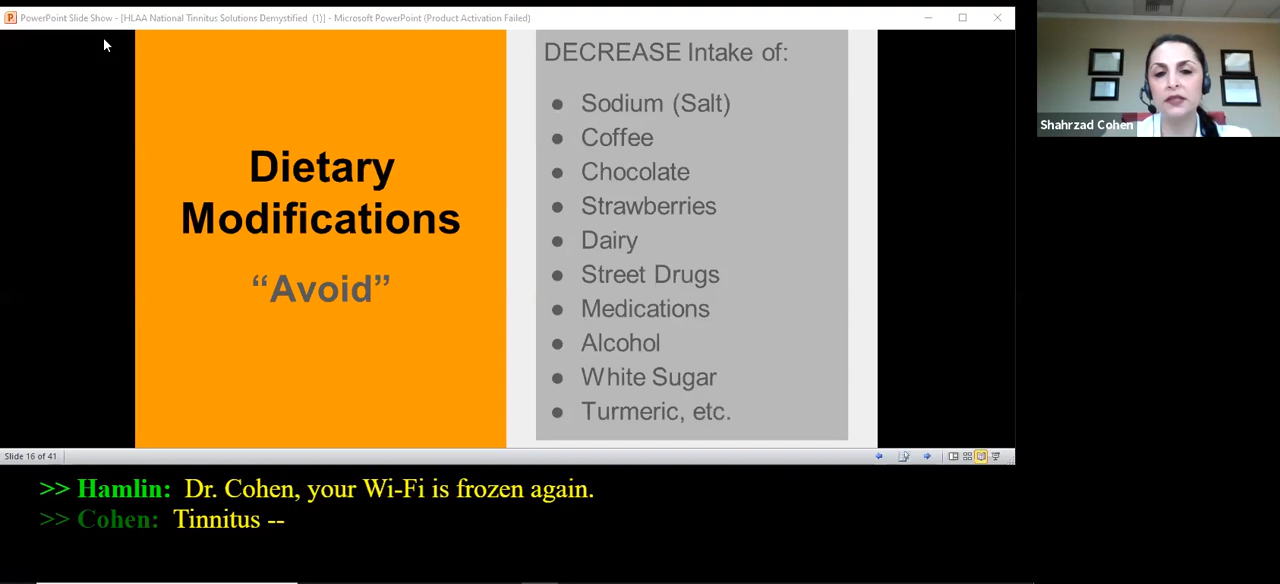 PowerPoint Slide Show - [HLAA National Tinnitus Solutions Demystified (1)] - Microsoft PowerPoint (Product Activation Failed)
Dietary
Modifications
“Avoid”
DECREASE Intake of:
● Sodium (Salt)
● Coffee
● Chocolate
● Strawberries
● Dairy
● Street Drugs
● Medications
● Alcohol
● White Sugar
● Turmeric, etc.
Shahrzad Cohen
Slide 16 of 41
>> Hamlin: Dr. Cohen, your Wi-Fi is frozen again.
>> Cohen: Tinnitus --